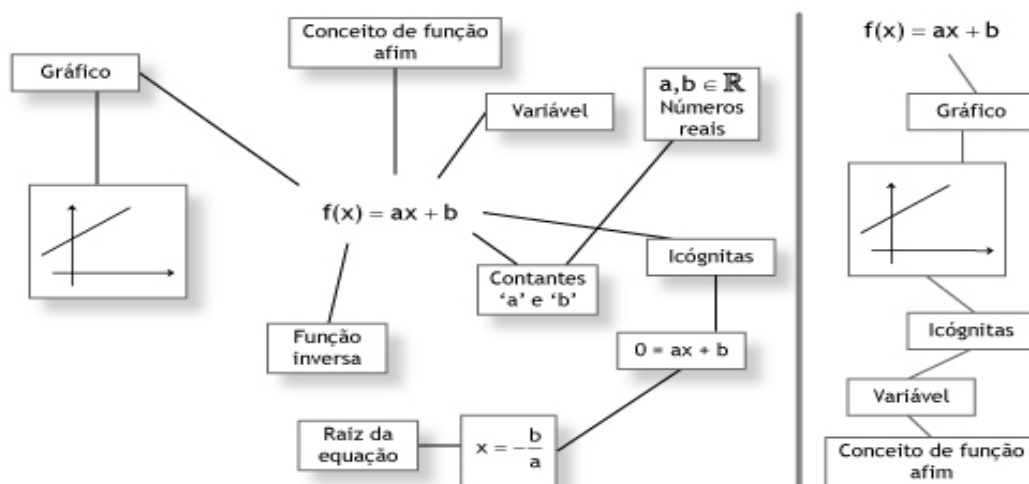 Conceito de função
afim
Gráfico
Variável
a,b ∈ ℝ
Números
reais
f(x) = ax + b
Icógnitas
Contantes
‘a’ e ‘b’
Função
inversa
0 = ax + b
Raiz da
equação
x = -b/a
f(x) = ax + b
Gráfico
Icógnitas
Variável
Conceito de função
afim